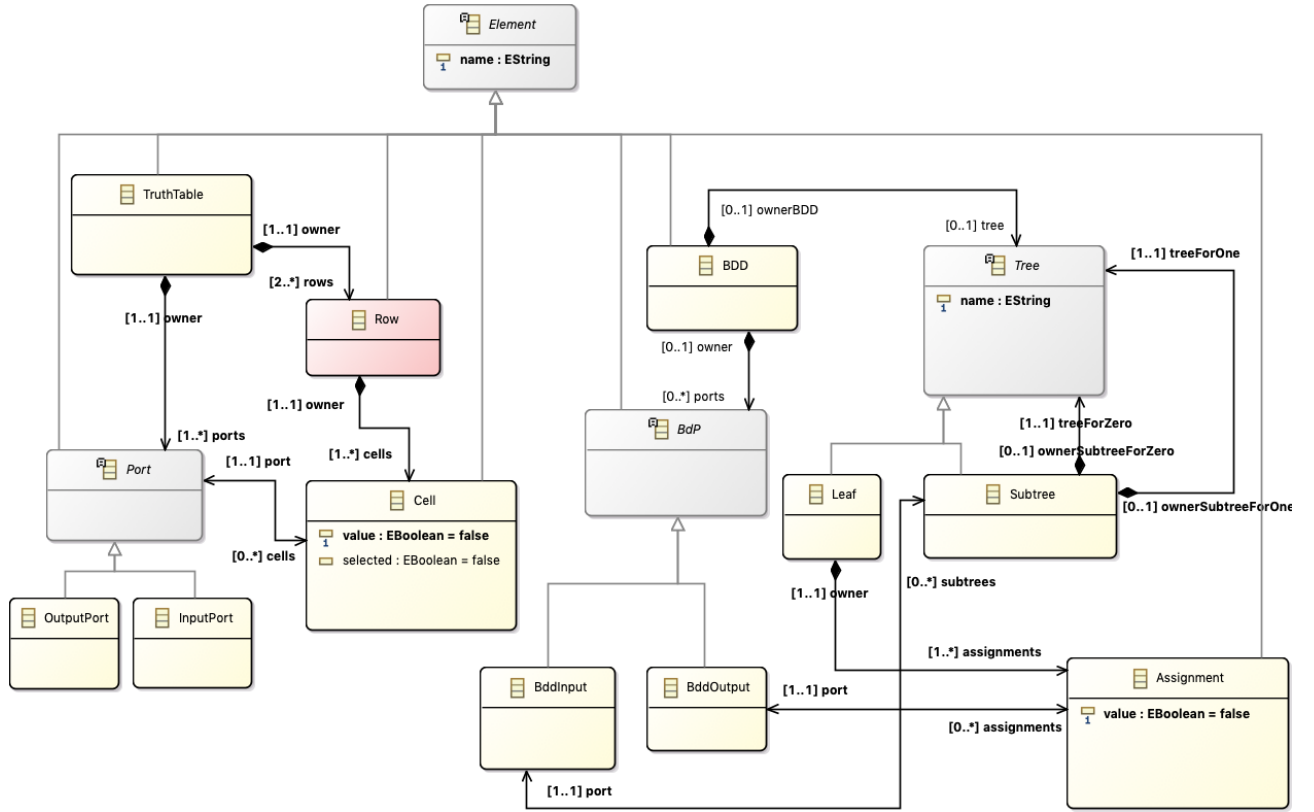 Element
name : EString
TruthTable
[1..1] owner
[2..*] rows
[1..1] owner
Row
[1..1] owner
[1..*] ports
[1..1] port
[1..*] cells
Port
Cell
value : EBoolean = false
selected : EBoolean = false
[0..*] cells
OutputPort
InputPort
[0..1] ownerBDD
[0..1] tree
BDD
Tree
name : EString
[1..1] treeForOne
[0..1] owner
[0..*] ports
BdP
[1..1] treeForZero
[0..1] ownerSubtreeForZero
Leaf
Subtree
[0..1] ownerSubtreeForOne
[1..1] owner
[0..*] subtrees
[1..*] assignments
BddInput
BddOutput
[1..1] port
[0..*] assignments
Assignment
value : EBoolean = false
[1..1] port